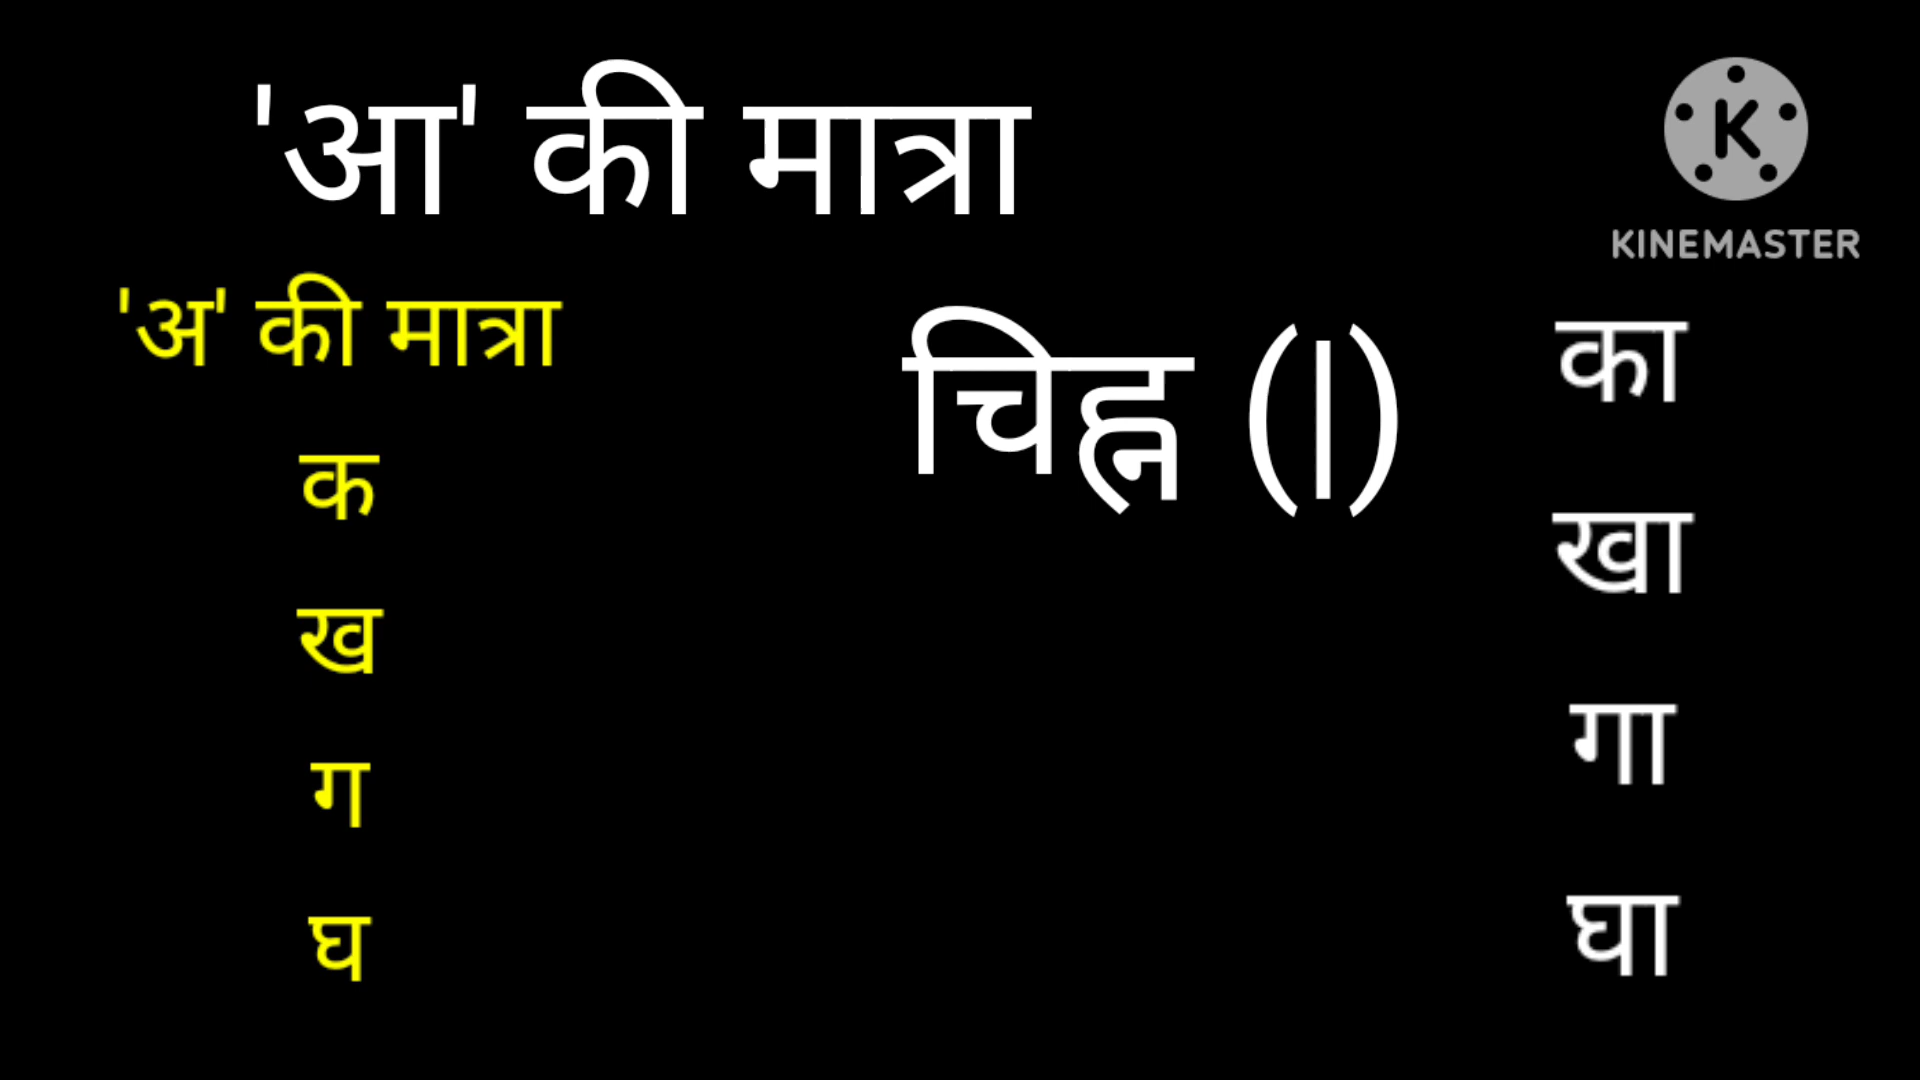 'आ' की मात्रा
KINEMASTER
'अ' की मात्रा
क
ख
ग
घ
चिह्न (|)
का
खा
गा
घा